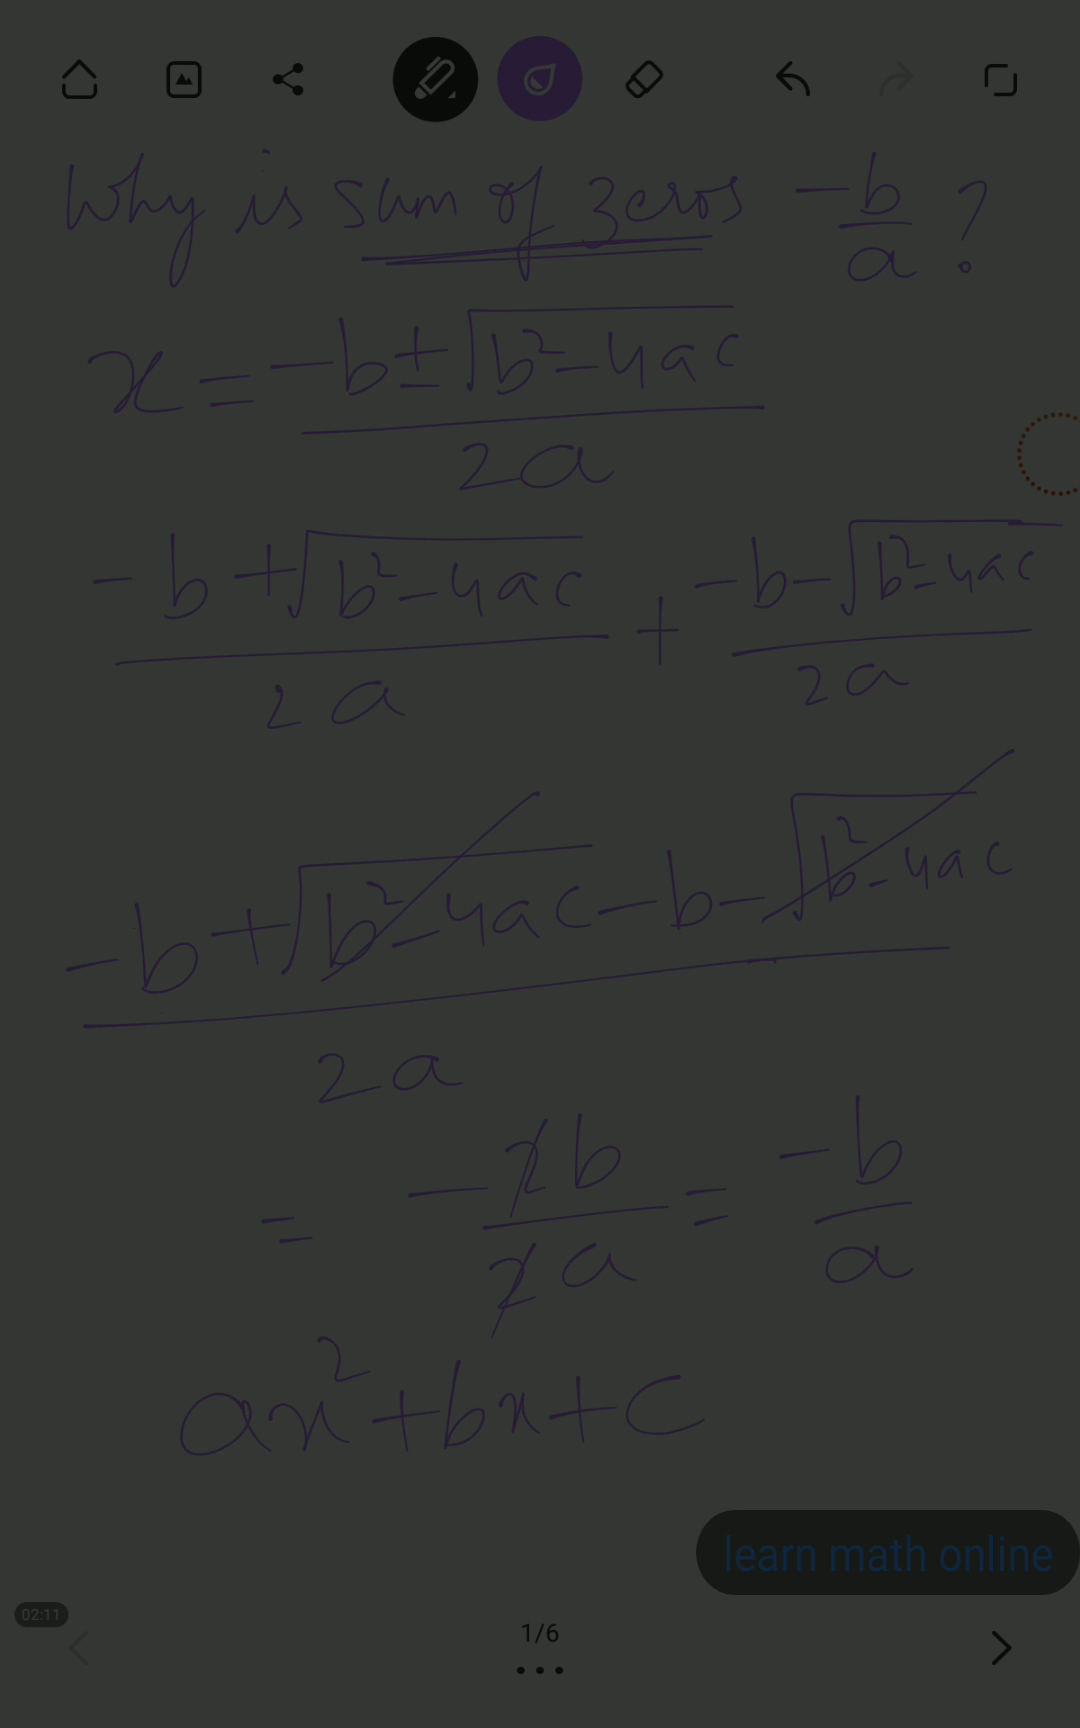 Why is sum of zeros -b/a ?
x = -b±√b²-4ac / 2a
-b+√b²-4ac / 2a + -b-√b²-4ac / 2a
-b+√b²-4ac-b-√b²-4ac / 2a
= -2b/2a = -b/a
ax²+bx+c
learn math online
02:11
1/6